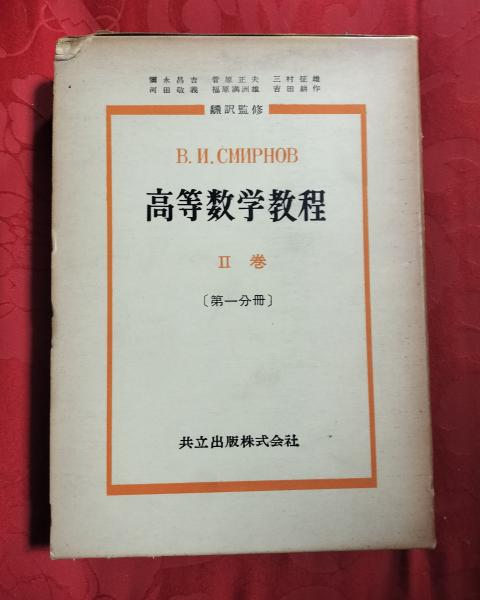 彌永昌吉 菅原正夫 三村征雄
河田敬義 福原満洲雄 吉田耕作
飜訳監修
В.И.СМИРНОВ
高等数学教程
II 巻
〔第一分冊〕
共立出版株式会社